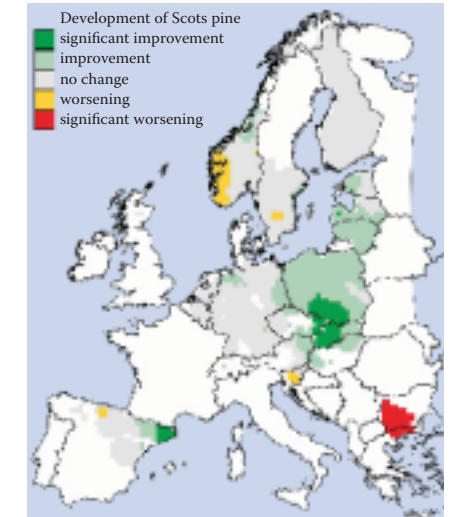 Development of Scots pine
significant improvement
improvement
no change
worsening
significant worsening